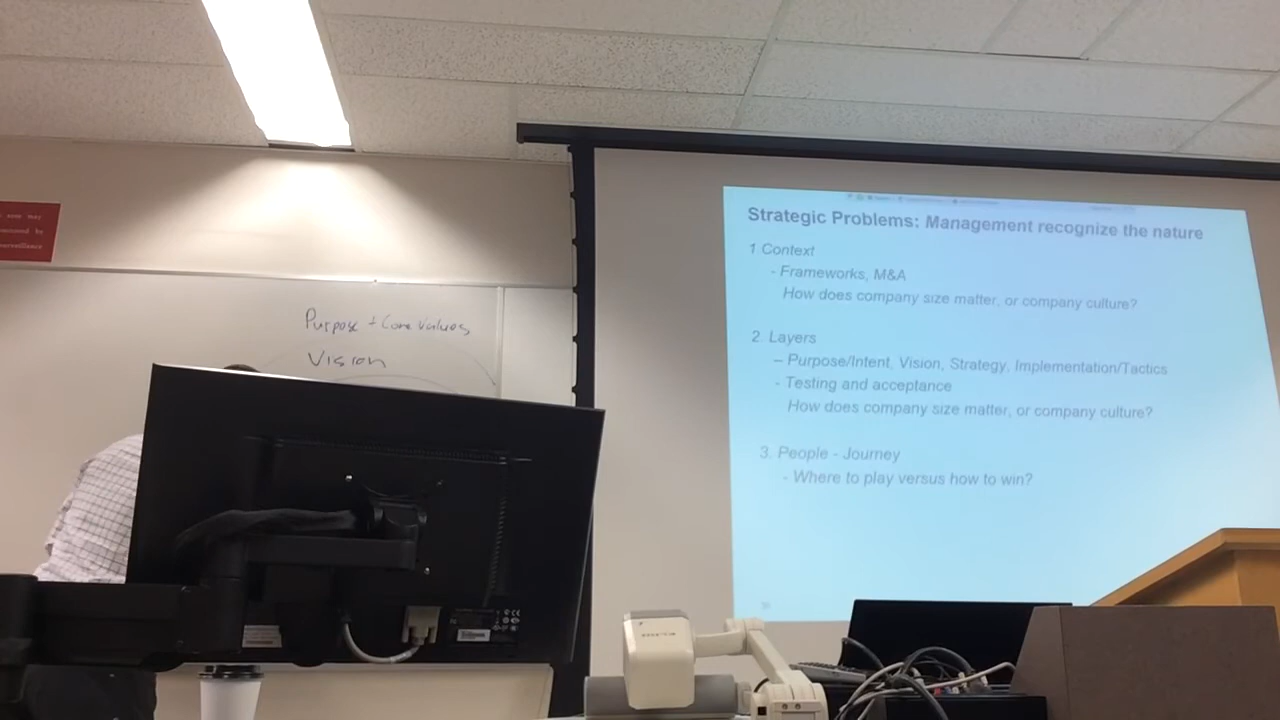 Strategic Problems: Management recognize the nature
1 Context
- Frameworks, M&A
How does company size matter, or company culture?
2. Layers
– Purpose/Intent, Vision, Strategy, Implementation/Tactics
- Testing and acceptance
How does company size matter, or company culture?
3. People - Journey
- Where to play versus how to win?
Purpose + Core Values
Vision
may
by